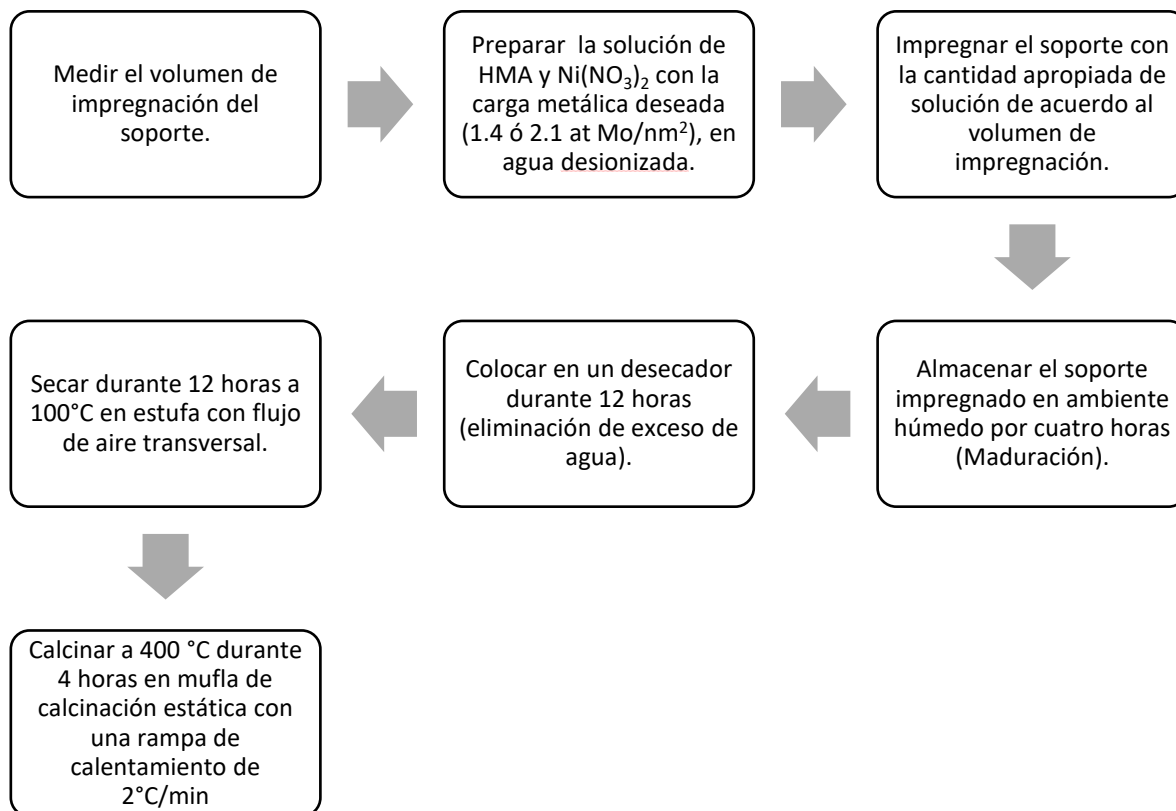 Medir el volumen de
impregnación del
soporte.
Preparar la solución de
HMA y Ni(NO₃)₂ con la
carga metálica deseada
(1.4 ó 2.1 at Mo/nm²), en
agua desionizada.
Impregnar el soporte con
la cantidad apropiada de
solución de acuerdo al
volumen de
impregnación.
Almacenar el soporte
impregnado en ambiente
húmedo por cuatro horas
(Maduración).
Colocar en un desecador
durante 12 horas
(eliminación de exceso de
agua).
Secar durante 12 horas a
100°C en estufa con flujo
de aire transversal.
Calcinar a 400 °C durante
4 horas en mufla de
calcinación estática con
una rampa de
calentamiento de
2°C/min